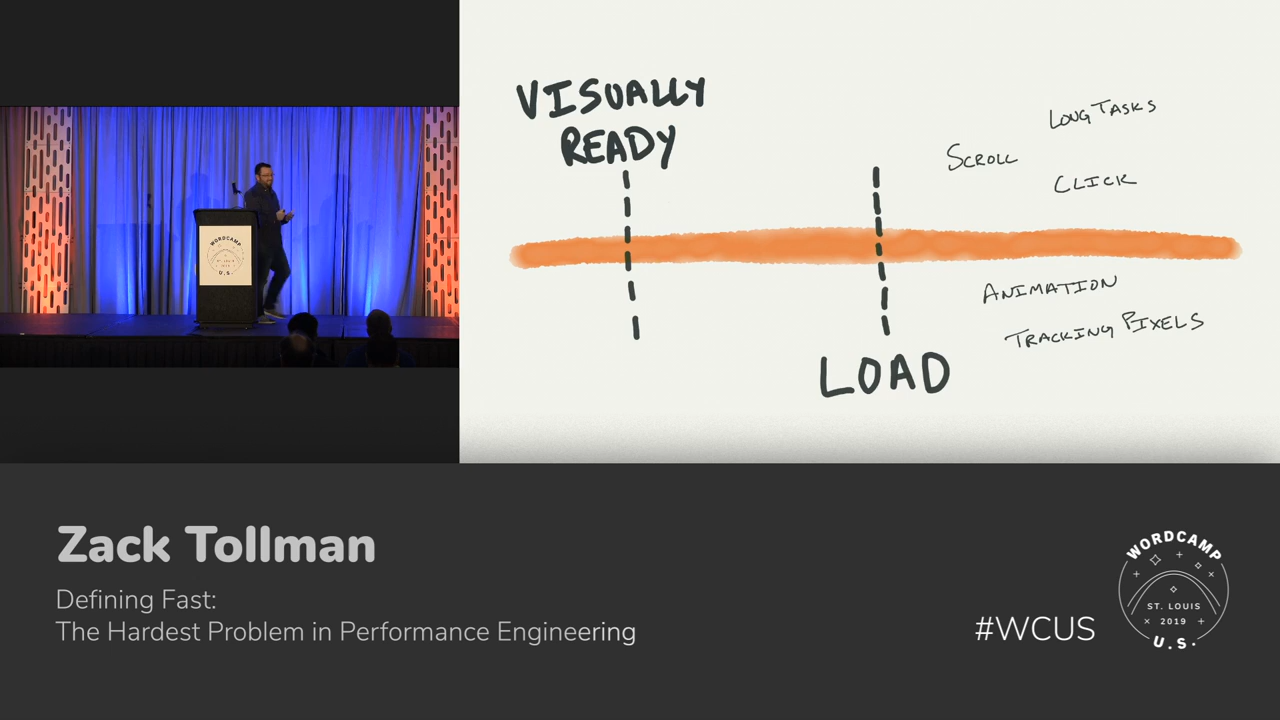 VISUALLY
READY
LONG TASKS
SCROLL
CLICK
ANIMATION
TRACKING PIXELS
LOAD
WORDCAMP
U.S.
Zack Tollman
Defining Fast:
The Hardest Problem in Performance Engineering
#WCUS
WORDCAMP
ST. LOUIS
2019
U.S.